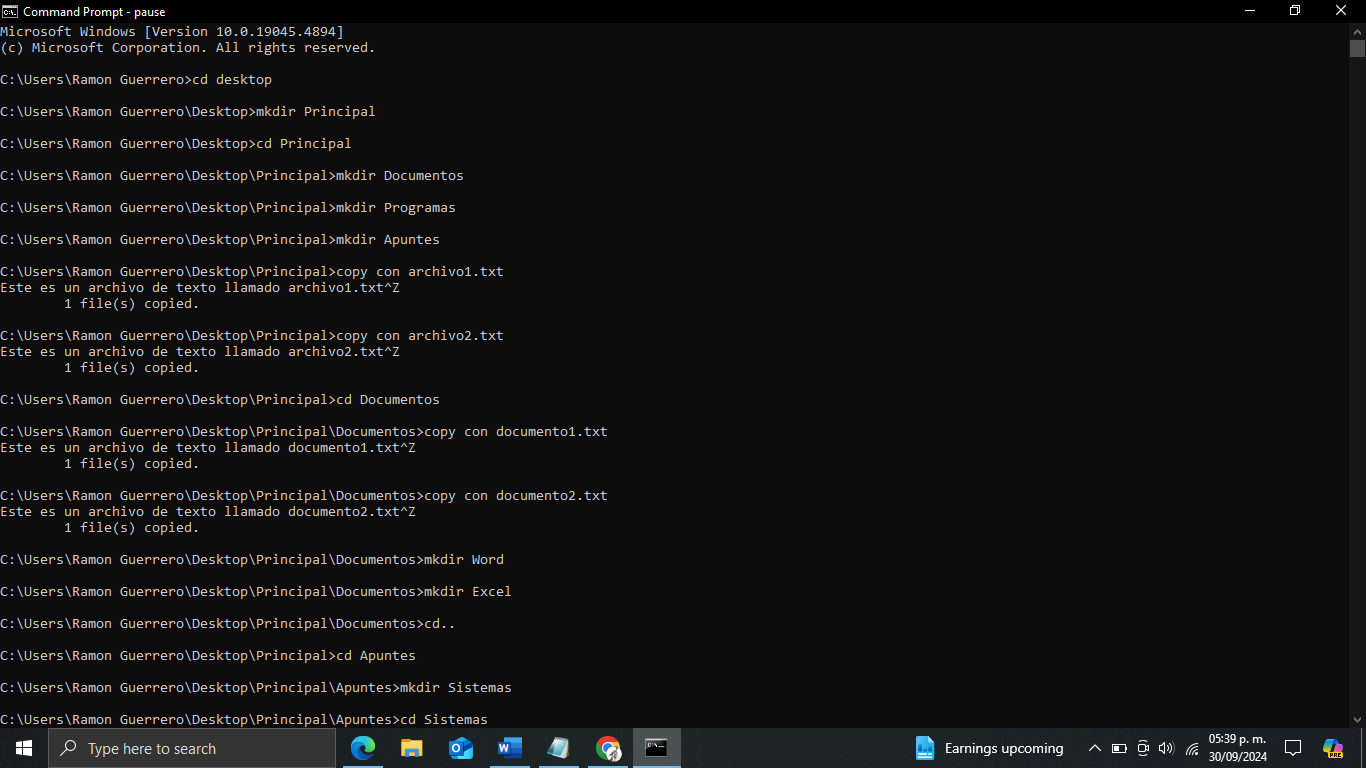 Command Prompt - pause
Microsoft Windows [Version 10.0.19045.4894]
(c) Microsoft Corporation. All rights reserved.
C:\Users\Ramon Guerrero>cd desktop
C:\Users\Ramon Guerrero\Desktop>mkdir Principal
C:\Users\Ramon Guerrero\Desktop>cd Principal
C:\Users\Ramon Guerrero\Desktop\Principal>mkdir Documentos
C:\Users\Ramon Guerrero\Desktop\Principal>mkdir Programas
C:\Users\Ramon Guerrero\Desktop\Principal>mkdir Apuntes
C:\Users\Ramon Guerrero\Desktop\Principal>copy con archivo1.txt
Este es un archivo de texto llamado archivo1.txt^Z
        1 file(s) copied.
C:\Users\Ramon Guerrero\Desktop\Principal>copy con archivo2.txt
Este es un archivo de texto llamado archivo2.txt^Z
        1 file(s) copied.
C:\Users\Ramon Guerrero\Desktop\Principal>cd Documentos
C:\Users\Ramon Guerrero\Desktop\Principal\Documentos>copy con documento1.txt
Este es un archivo de texto llamado documento1.txt^Z
        1 file(s) copied.
C:\Users\Ramon Guerrero\Desktop\Principal\Documentos>copy con documento2.txt
Este es un archivo de texto llamado documento2.txt^Z
        1 file(s) copied.
C:\Users\Ramon Guerrero\Desktop\Principal\Documentos>mkdir Word
C:\Users\Ramon Guerrero\Desktop\Principal\Documentos>mkdir Excel
C:\Users\Ramon Guerrero\Desktop\Principal\Documentos>cd..
C:\Users\Ramon Guerrero\Desktop\Principal>cd Apuntes
C:\Users\Ramon Guerrero\Desktop\Principal\Apuntes>mkdir Sistemas
C:\Users\Ramon Guerrero\Desktop\Principal\Apuntes>cd Sistemas
Type here to search
Earnings upcoming
05:39 p. m.
30/09/2024
PRE